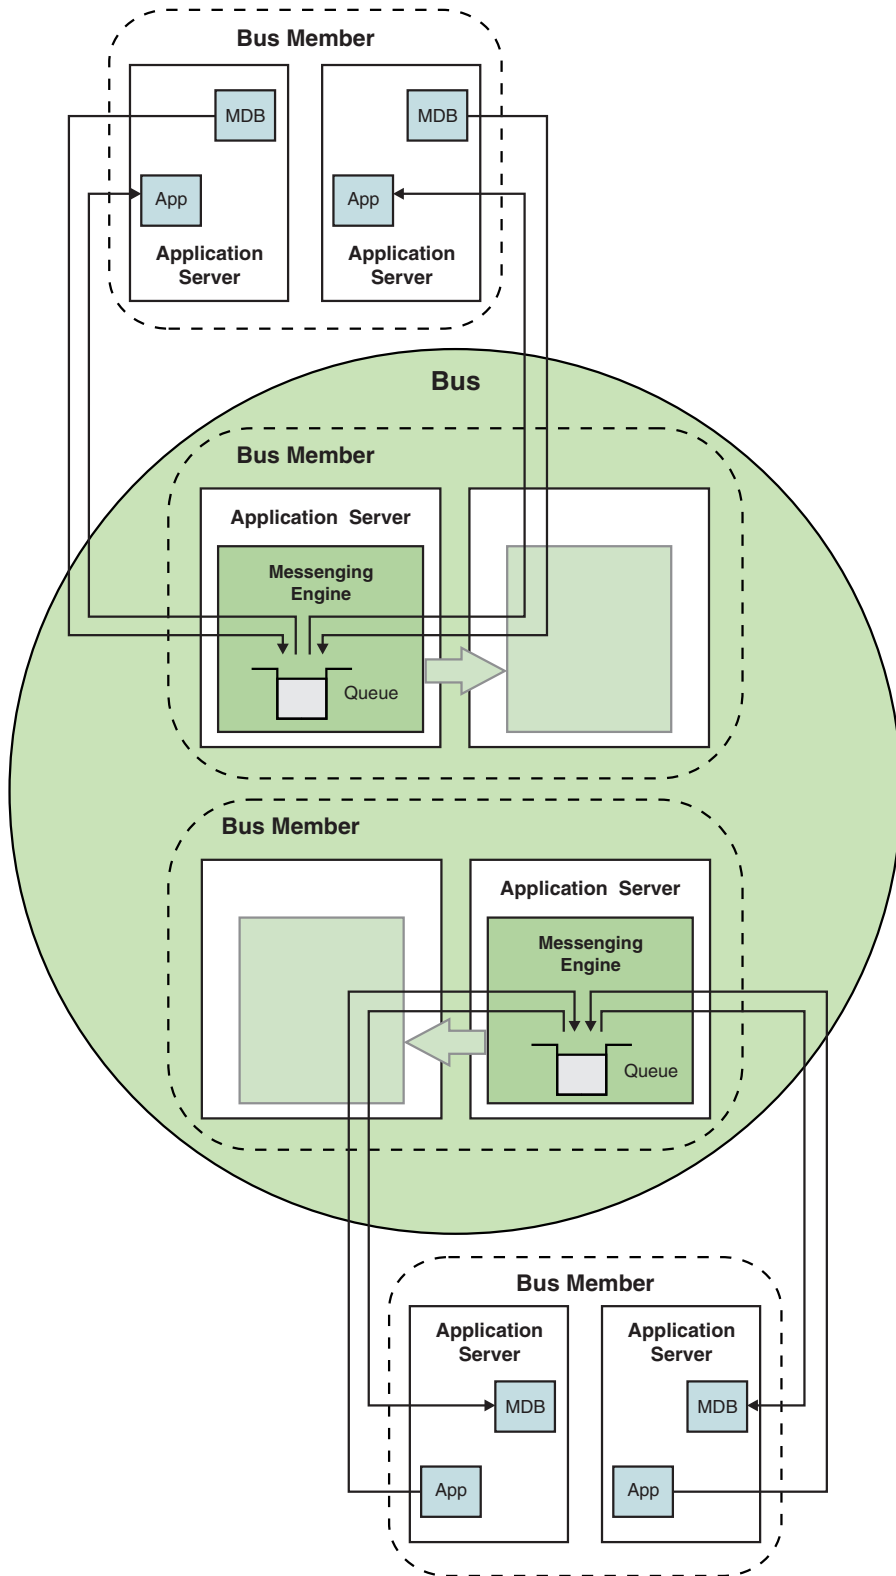 Bus Member
MDB
MDB
App
App
Application
Server
Application
Server
Bus
Bus Member
Application Server
Messenging
Engine
Queue
Bus Member
Application Server
Messenging
Engine
Queue
Bus Member
Application
Server
Application
Server
MDB
MDB
App
App